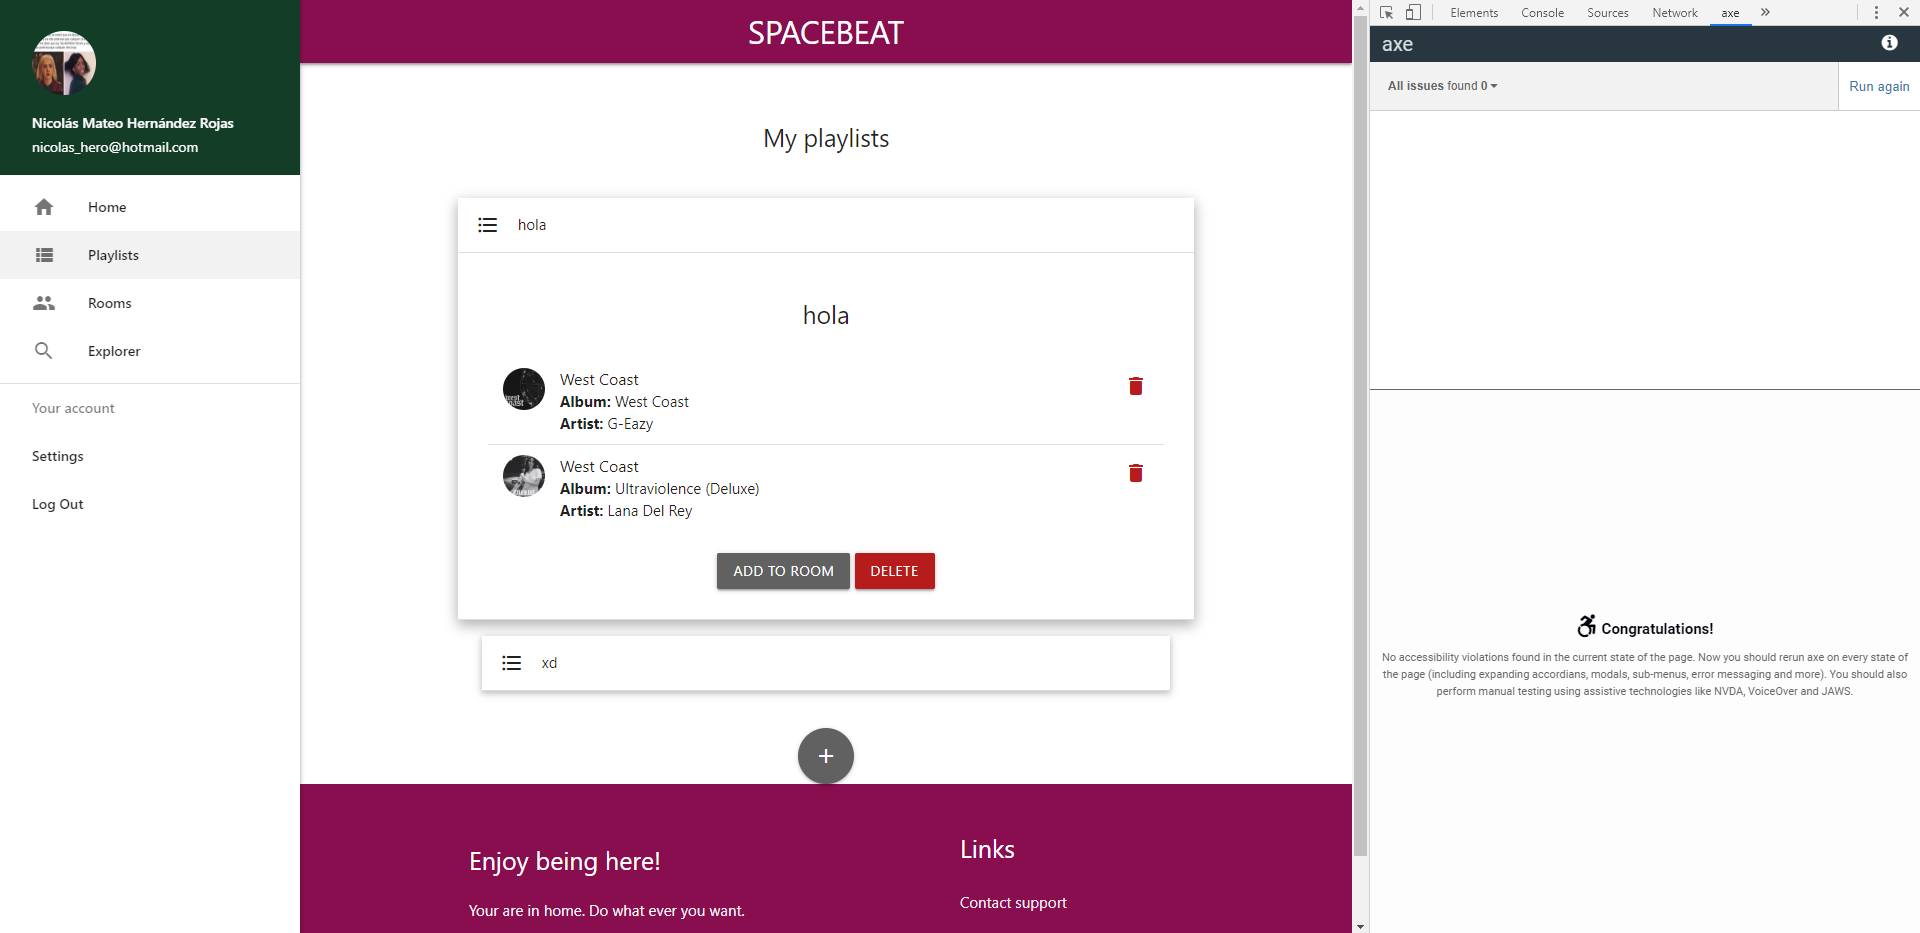 Nicolás Mateo Hernández Rojas
nicolas_hero@hotmail.com
Home
Playlists
Rooms
Explorer
Your account
Settings
Log Out
SPACEBEAT
My playlists
hola
hola
West Coast
Album: West Coast
Artist: G-Eazy
West Coast
Album: Ultraviolence (Deluxe)
Artist: Lana Del Rey
ADD TO ROOM
DELETE
xd
+
Enjoy being here!
Your are in home. Do what ever you want.
Links
Contact support
Elements Console Sources Network axe »
axe
All issues found 0
Run again
Congratulations!
No accessibility violations found in the current state of the page. Now you should rerun axe on every state of
the page (including expanding accordians, modals, sub-menus, error messaging and more). You should also
perform manual testing using assistive technologies like NVDA, VoiceOver and JAWS.